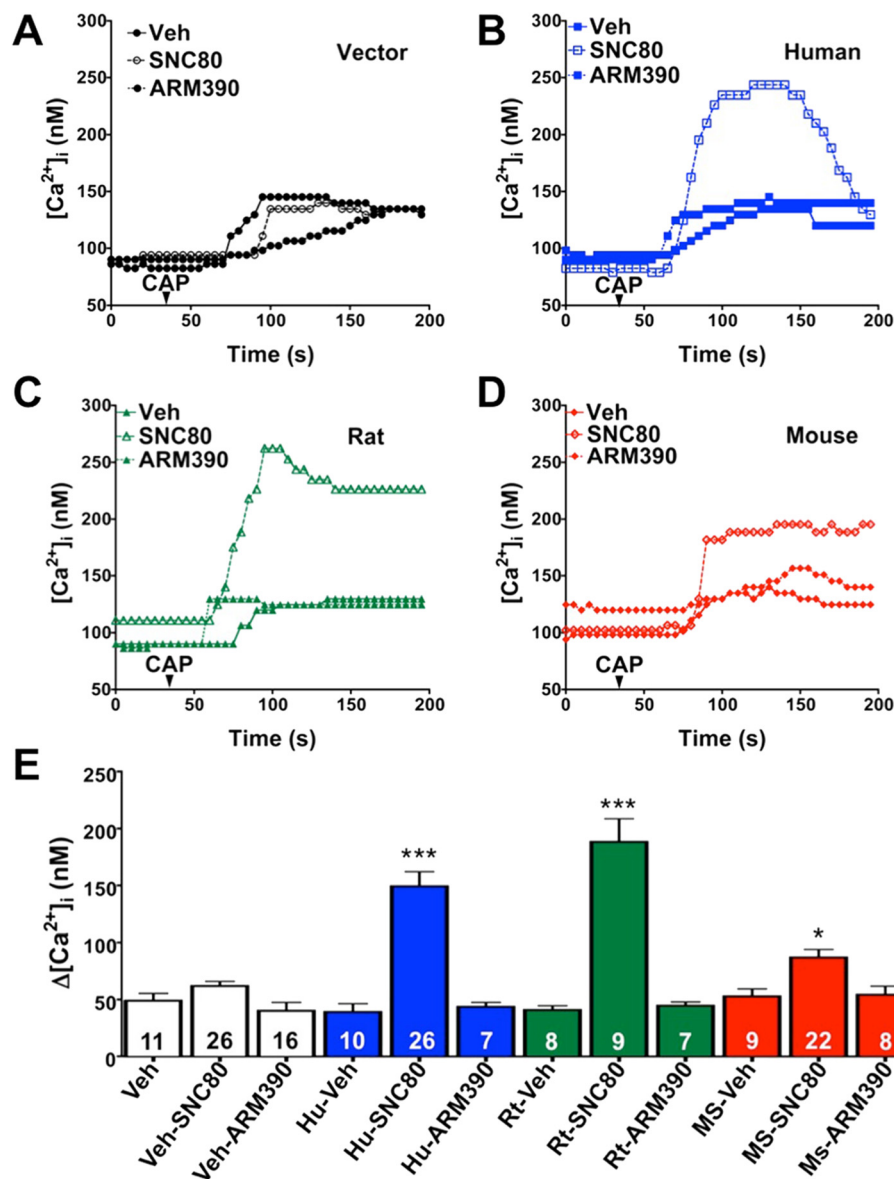 A
Vector
Veh
SNC80
ARM390
[Ca2+]i (nM)
300
250
200
150
100
50
CAP
0 50 100 150 200
Time (s)
B
Human
Veh
SNC80
ARM390
[Ca2+]i (nM)
300
250
200
150
100
50
CAP
0 50 100 150 200
Time (s)
C
Rat
Veh
SNC80
ARM390
[Ca2+]i (nM)
300
250
200
150
100
50
CAP
0 50 100 150 200
Time (s)
D
Mouse
Veh
SNC80
ARM390
[Ca2+]i (nM)
300
250
200
150
100
50
CAP
0 50 100 150 200
Time (s)
E
Δ[Ca2+]i (nM)
250
200
150
100
50
0
*** *** *
11 26 16 10 26 7 8 9 7 9 22 8
Veh
Veh-SNC80
Veh-ARM390
Hu-Veh
Hu-SNC80
Hu-ARM390
Rt-Veh
Rt-SNC80
Rt-ARM390
MS-Veh
MS-SNC80
Ms-ARM390